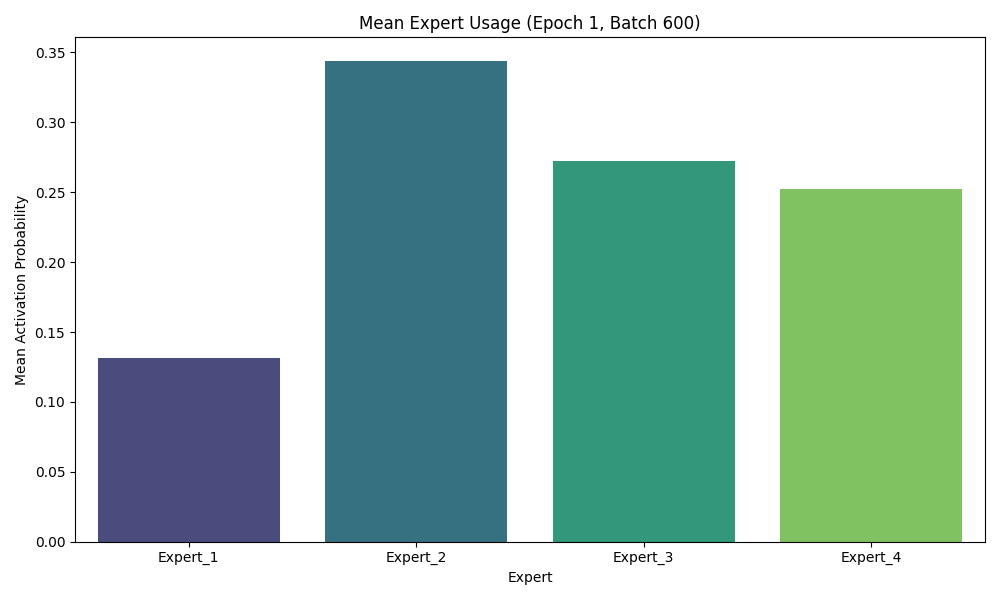 Mean Expert Usage (Epoch 1, Batch 600)
Mean Activation Probability
0.35
0.30
0.25
0.20
0.15
0.10
0.05
0.00
Expert_1 Expert_2 Expert_3 Expert_4
Expert